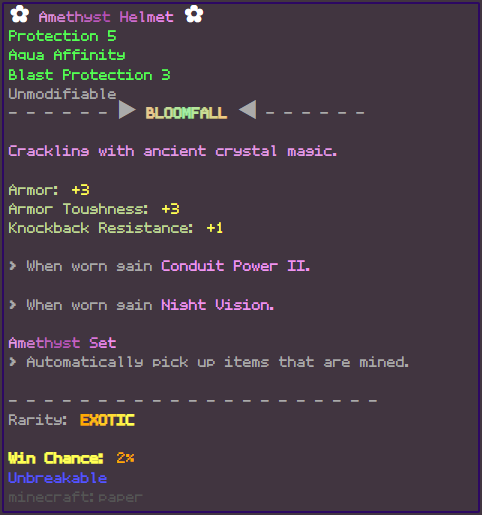 ✿ Amethyst Helmet ✿
Protection 5
Aqua Affinity
Blast Protection 3
Unmodifiable
- - - - - - ▶ BLOOMFALL ◀ - - - - - -
Crackling with ancient crystal magic.
Armor: +3
Armor Toughness: +3
Knockback Resistance: +1
> When worn gain Conduit Power II.
> When worn gain Night Vision.
Amethyst Set
> Automatically pick up items that are mined.
- - - - - - - - - - - - - - - - - - - - - -
Rarity: EXOTIC
Win Chance: 2%
Unbreakable
minecraft:paper